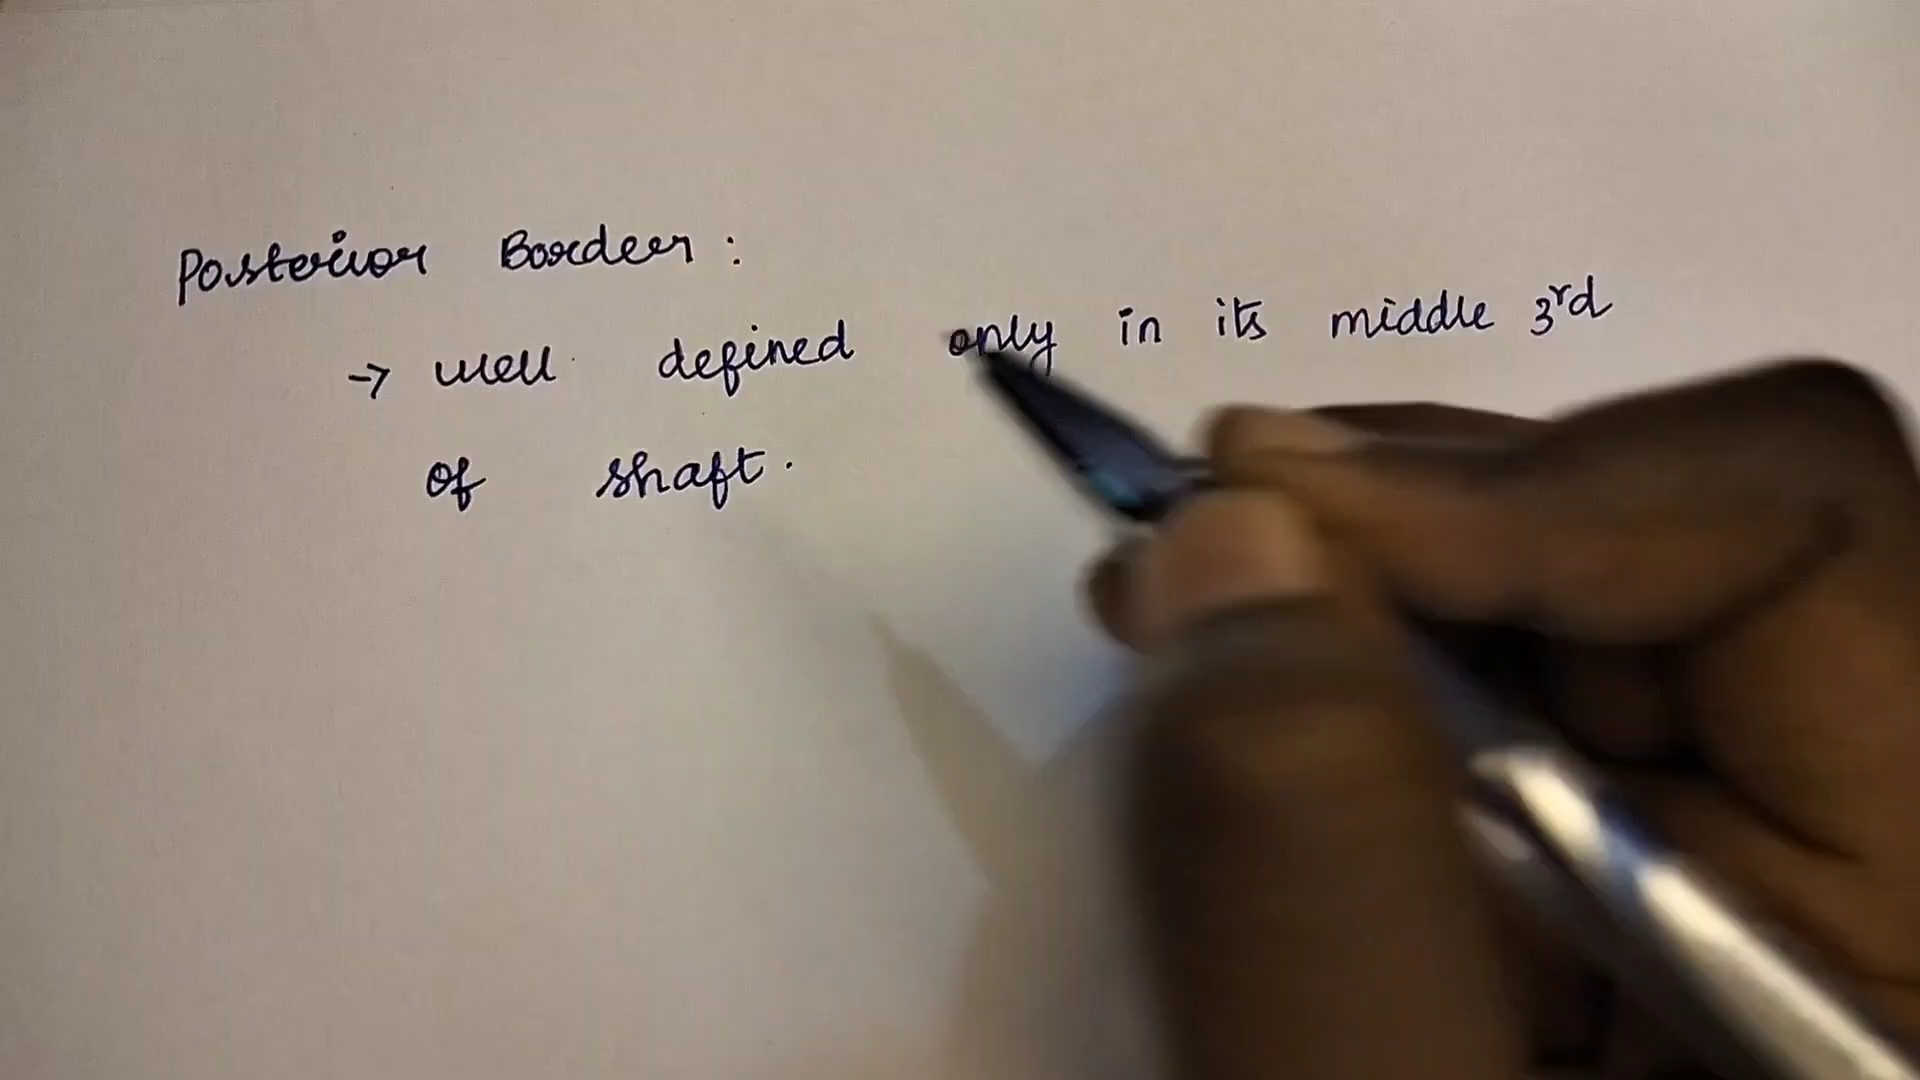 Posterior Border :
→ well defined only in its middle 3rd
of shaft.